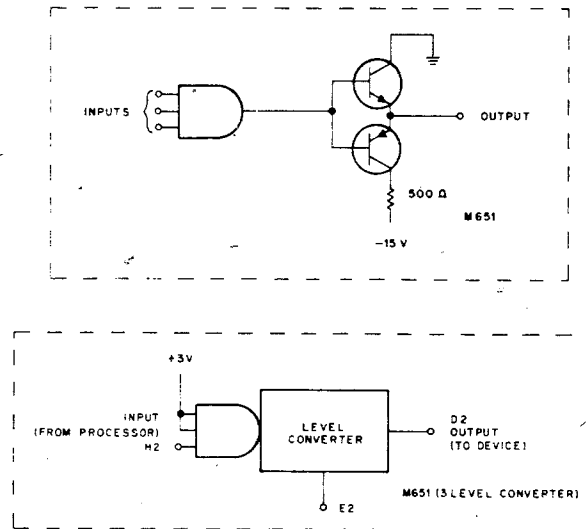 INPUTS
OUTPUT
500 Ω
M651
-15 V
+3V
INPUT
(FROM PROCESSOR)
H2
LEVEL
CONVERTER
D2
OUTPUT
(TO DEVICE)
M651 (3 LEVEL CONVERTER)
E2